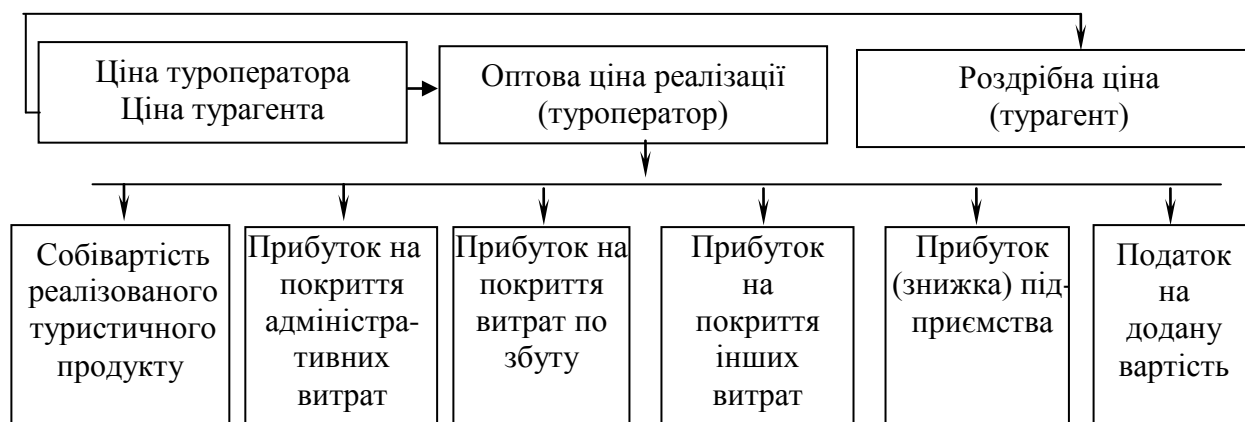 Ціна туроператора
Ціна турагента
Оптова ціна реалізації
(туроператор)
Роздрібна ціна
(турагент)
Собівартість
реалізованого
туристичного
продукту
Прибуток на
покриття
адміністра-
тивних
витрат
Прибуток на
покриття
витрат по
збуту
Прибуток
на
покриття
інших
витрат
Прибуток
(знижка) під-
приємства
Податок
на
додану
вартість